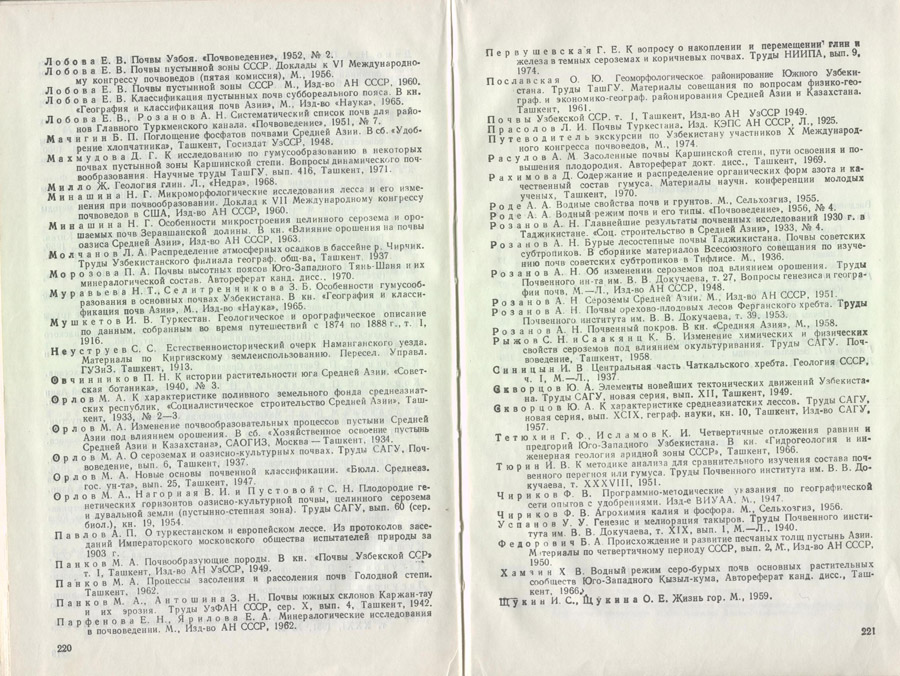 Лобова Е. В. Почвы Узбоя. «Почвоведение», 1952, № 2.
Лобова Е. В. Почвы пустынной зоны СССР. Доклады к VI Международно-
му конгрессу почвоведов (пятая комиссия), М., 1956.
Лобова Е. В. Почвы пустынной зоны СССР М., Изд-во АН СССР, 1960.
Лобова Е. В. Классификация пустынных почв суббореального пояса. В кн.
«География и классификация почв Азии», М., Изд-во «Наука», 1965.
Лобова Е. В., Розанов А. Н. Систематический список почв для райо-
нов Главного Туркменского канала. «Почвоведение», 1951, № 7.
Мачигин Б. П. Поглощение фосфатов почвами Средней Азии. В сб. «Удоб-
рение хлопчатника», Ташкент, Госиздат УзССР, 1948.
Махмудова Д. Г. К исследованию по гумусообразованию в некоторых
почвах пустынной зоны Каршинской степи. Вопросы динамического поч-
вообразования. Научные труды ТашГУ, вып. 416, Ташкент, 1971.
Милло Ж. Геология глин. Л., «Недра», 1968.
Минашина Н. Г. Микроморфологические исследования лесса и его изме-
нения при почвообразовании. Доклад к VII Международному конгрессу
почвоведов в США, Изд-во АН СССР, 1960.
Минашина Н. Г. Особенности микростроения целинного серозема и оро-
шаемых почв Зеравшанской долины. В кн. «Влияние орошения на почвы
оазиса Средней Азии», Изд-во АН СССР, 1963.
Молчанов Л. А. Распределение атмосферных осадков в бассейне р. Чирчик.
Труды Узбекистанского филиала географ. общ-ва, Ташкент, 1937.
Морозова П. А. Почвы высотных поясов Юго-Западного Тянь-Шаня и их
минералогический состав. Автореферат канд. дисс., 1970.
Муравьева Н. Т., Селитренникова З. Б. Особенности гумусооб-
разования в основных почвах Узбекистана. В кн. «География и класси-
фикация почв Азии», М., Изд-во «Наука», 1965.
Мушкетов И. В. Туркестан. Геологическое и орографическое описание
по данным, собранным во время путешествий с 1874 по 1888 г., т. I,
1916.
Неуструев С. С. Естественноисторический очерк Наманганского уезда.
Материалы по Киргизскому землеиспользованию. Пересел. Управл.
ГУЗиЗ. Ташкент, 1913.
Овчинников П. Н. К истории растительности юга Средней Азии. «Совет-
ская ботаника», 1940, № 3.
Орлов М. А. К характеристике поливного земельного фонда среднеазиат-
ских республик, «Социалистическое строительство Средней Азии», Таш-
кент, 1933, № 2—3.
Орлов М. А. Изменение почвообразовательных процессов пустыни Средней
Азии под влиянием орошения. В сб. «Хозяйственное освоение пустынь
Средней Азии и Казахстана», САОГИЗ, Москва — Ташкент, 1934.
Орлов М. А. О сероземах и оазисно-культурных почвах. Труды САГУ, Поч-
воведение, вып. 6, Ташкент, 1937.
Орлов М. А. Новые основы почвенной классификации. «Бюлл. Среднеаз.
гос. ун-та», вып. 25, Ташкент, 1947.
Орлов М. А., Нагорная В. И. и Пустовойт С. Н. Плодородие ге-
нетических горизонтов оазисно-культурной почвы, целинного серозема
и дувальной земли (пустынно-степная зона). Труды САГУ, вып. 60 (сер.
биол.), кн. 19, 1954.
Павлов А. П. О туркестанском и европейском лессе. Из протоколов засе-
даний Императорского московского общества испытателей природы за
1903 г.
Панков М. А. Почвообразующие породы. В кн. «Почвы Узбекской ССР»
т. I, Ташкент, Изд-во АН УзССР, 1949.
Панков М. А. Процессы засоления и рассоления почв Голодной степи.
Ташкент, 1962.
Панков М. А., Антошина З. Н. Почвы южных склонов Каржан-тау
и их эрозия. Труды УзФАН СССР, сер. X, вып. 4, Ташкент, 1942.
Парфенова Е. Н., Ярилова Е. А. Минералогические исследования
в почвоведении. М., Изд-во АН СССР, 1962.
220
Первушевская Г. Е. К вопросу о накоплении и перемещении глин и
железа в темных сероземах и коричневых почвах. Труды НИИПА, вып. 9,
1974.
Пославская О. Ю. Геоморфологическое районирование Южного Узбеки-
стана. Труды ТашГУ. Материалы совещания по вопросам физико-гео-
граф. и экономико-географ. районирования Средней Азии и Казахстана.
Ташкент, 1961.
Почвы Узбекской ССР. т. I, Ташкент, Изд-во АН УзССР 1949.
Прасолов Л. И. Почвы Туркестана, Изд. КЭПС АН СССР, Л., 1925.
Путеводитель экскурсии по Узбекистану участников X Международ-
ного конгресса почвоведов, М., 1974.
Расулов А. М. Засоленные почвы Каршинской степи, пути освоения и по-
вышения плодородия. Автореферат докт. дисс., Ташкент, 1969.
Рахимова Д. Содержание и распределение органических форм азота и ка-
чественный состав гумуса. Материалы научн. конференции молодых
ученых, Ташкент, 1970.
Роде А. А. Водные свойства почв и грунтов. М., Сельхозгиз, 1955.
Роде А. А. Водный режим почв и его типы. «Почвоведение», 1956, № 4.
Розанов А. Н. Главнейшие результаты почвенных исследований 1930 г. в
Таджикистане. «Соц. строительство в Средней Азии», 1933, № 4.
Розанов А. Н. Бурые лесостепные почвы Таджикистана. Почвы советских
субтропиков. В сборнике материалов Всесоюзного совещания по изуче-
нию почв советских субтропиков в Тифлисе. М., 1936.
Розанов А. Н. Об изменении сероземов под влиянием орошения. Труды
Почвенного ин-та им. В. В. Докучаева, т. 27, Вопросы генезиса и геогра-
фии почв, М.—Л., Изд-во АН СССР, 1948.
Розанов А. Н. Сероземы Средней Азии. М., Изд-во АН СССР, 1951.
Розанов А. Н. Почвы орехово-плодовых лесов Ферганского хребта. Труды
Почвенного института им. В. В. Докучаева, т. 39, 1953.
Розанов А. Н. Почвенный покров. В кн. «Средняя Азия», М., 1958.
Рыжов С. Н. и Саакянц К. Б. Изменение химических и физических
свойств сероземов под влиянием окультуривания. Труды САГУ. Поч-
воведение, Ташкент, 1958.
Синицын И. В Центральная часть Чаткальского хребта. Геология СССР,
ч. I, М.—Л., 1937.
Скворцов Ю. А. Элементы новейших тектонических движений Узбекиста-
на. Труды САГУ, новая серия, вып. XII, Ташкент, 1949.
Скворцов Ю. А. К характеристике среднеазиатских лессов. Труды САГУ,
новая серия, вып. XCIX, геграф. науки, кн. 10, Ташкент, Изд-во САГУ,
1957.
Тетюхин Г. Ф., Исламов К. И. Четвертичные отложения равнин и
предгорий Юго-Западного Узбекистана. В кн. «Гидрогеология и ин-
женерная геология аридной зоны СССР», Ташкент, 1966.
Тюрин И. В. К методике анализа для сравнительного изучения состава поч-
венного перегноя или гумуса. Труды Почвенного института им. В. В. До-
кучаева, т. XXXVIII, 1951.
Чириков Ф. В. Программно-методические указания по географической
сети опытов с удобрениями. Изд-е ВИУАА. М., 1947.
Чириков Ф. В. Агрохимия калия и фосфора. М., Сельхозгиз, 1956.
Успанов У. У. Генезис и мелиорация такыров. Труды Почвенного инсти-
тута им. В. В. Докучаева, т. XIX, вып. 1, М.—Л., 1940.
Федорович Б. А Происхождение и развитие песчаных толщ пустынь Азии.
Материалы по четвертичному периоду СССР, вып. 2, М., Изд-во АН СССР,
1950.
Хамзин Х В. Водный режим серо-бурых почв основных растительных
сообществ Юго-Западного Кызыл-кума, Автореферат канд. дисс., Таш-
кент, 1966.
Щукин И. С., Щукина О. Е. Жизнь гор. М., 1959.
221